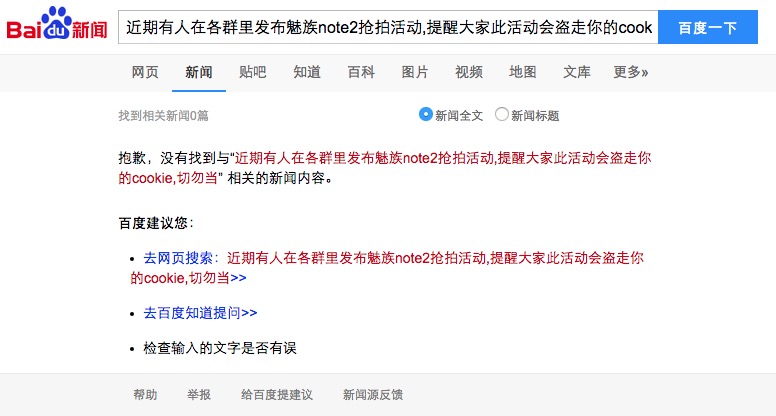 Bai du 新闻
近期有人在各群里发布魅族note2抢拍活动,提醒大家此活动会盗走你的cook
百度一下
网页 新闻 贴吧 知道 百科 图片 视频 地图 文库 更多»
找到相关新闻0篇
新闻全文 新闻标题
抱歉，没有找到与“近期有人在各群里发布魅族note2抢拍活动,提醒大家此活动会盗走你
的cookie,切勿当” 相关的新闻内容。
百度建议您：
• 去网页搜索：近期有人在各群里发布魅族note2抢拍活动,提醒大家此活动会盗走你
的cookie,切勿当>>
• 去百度知道提问>>
• 检查输入的文字是否有误
帮助 举报 给百度提建议 新闻源反馈